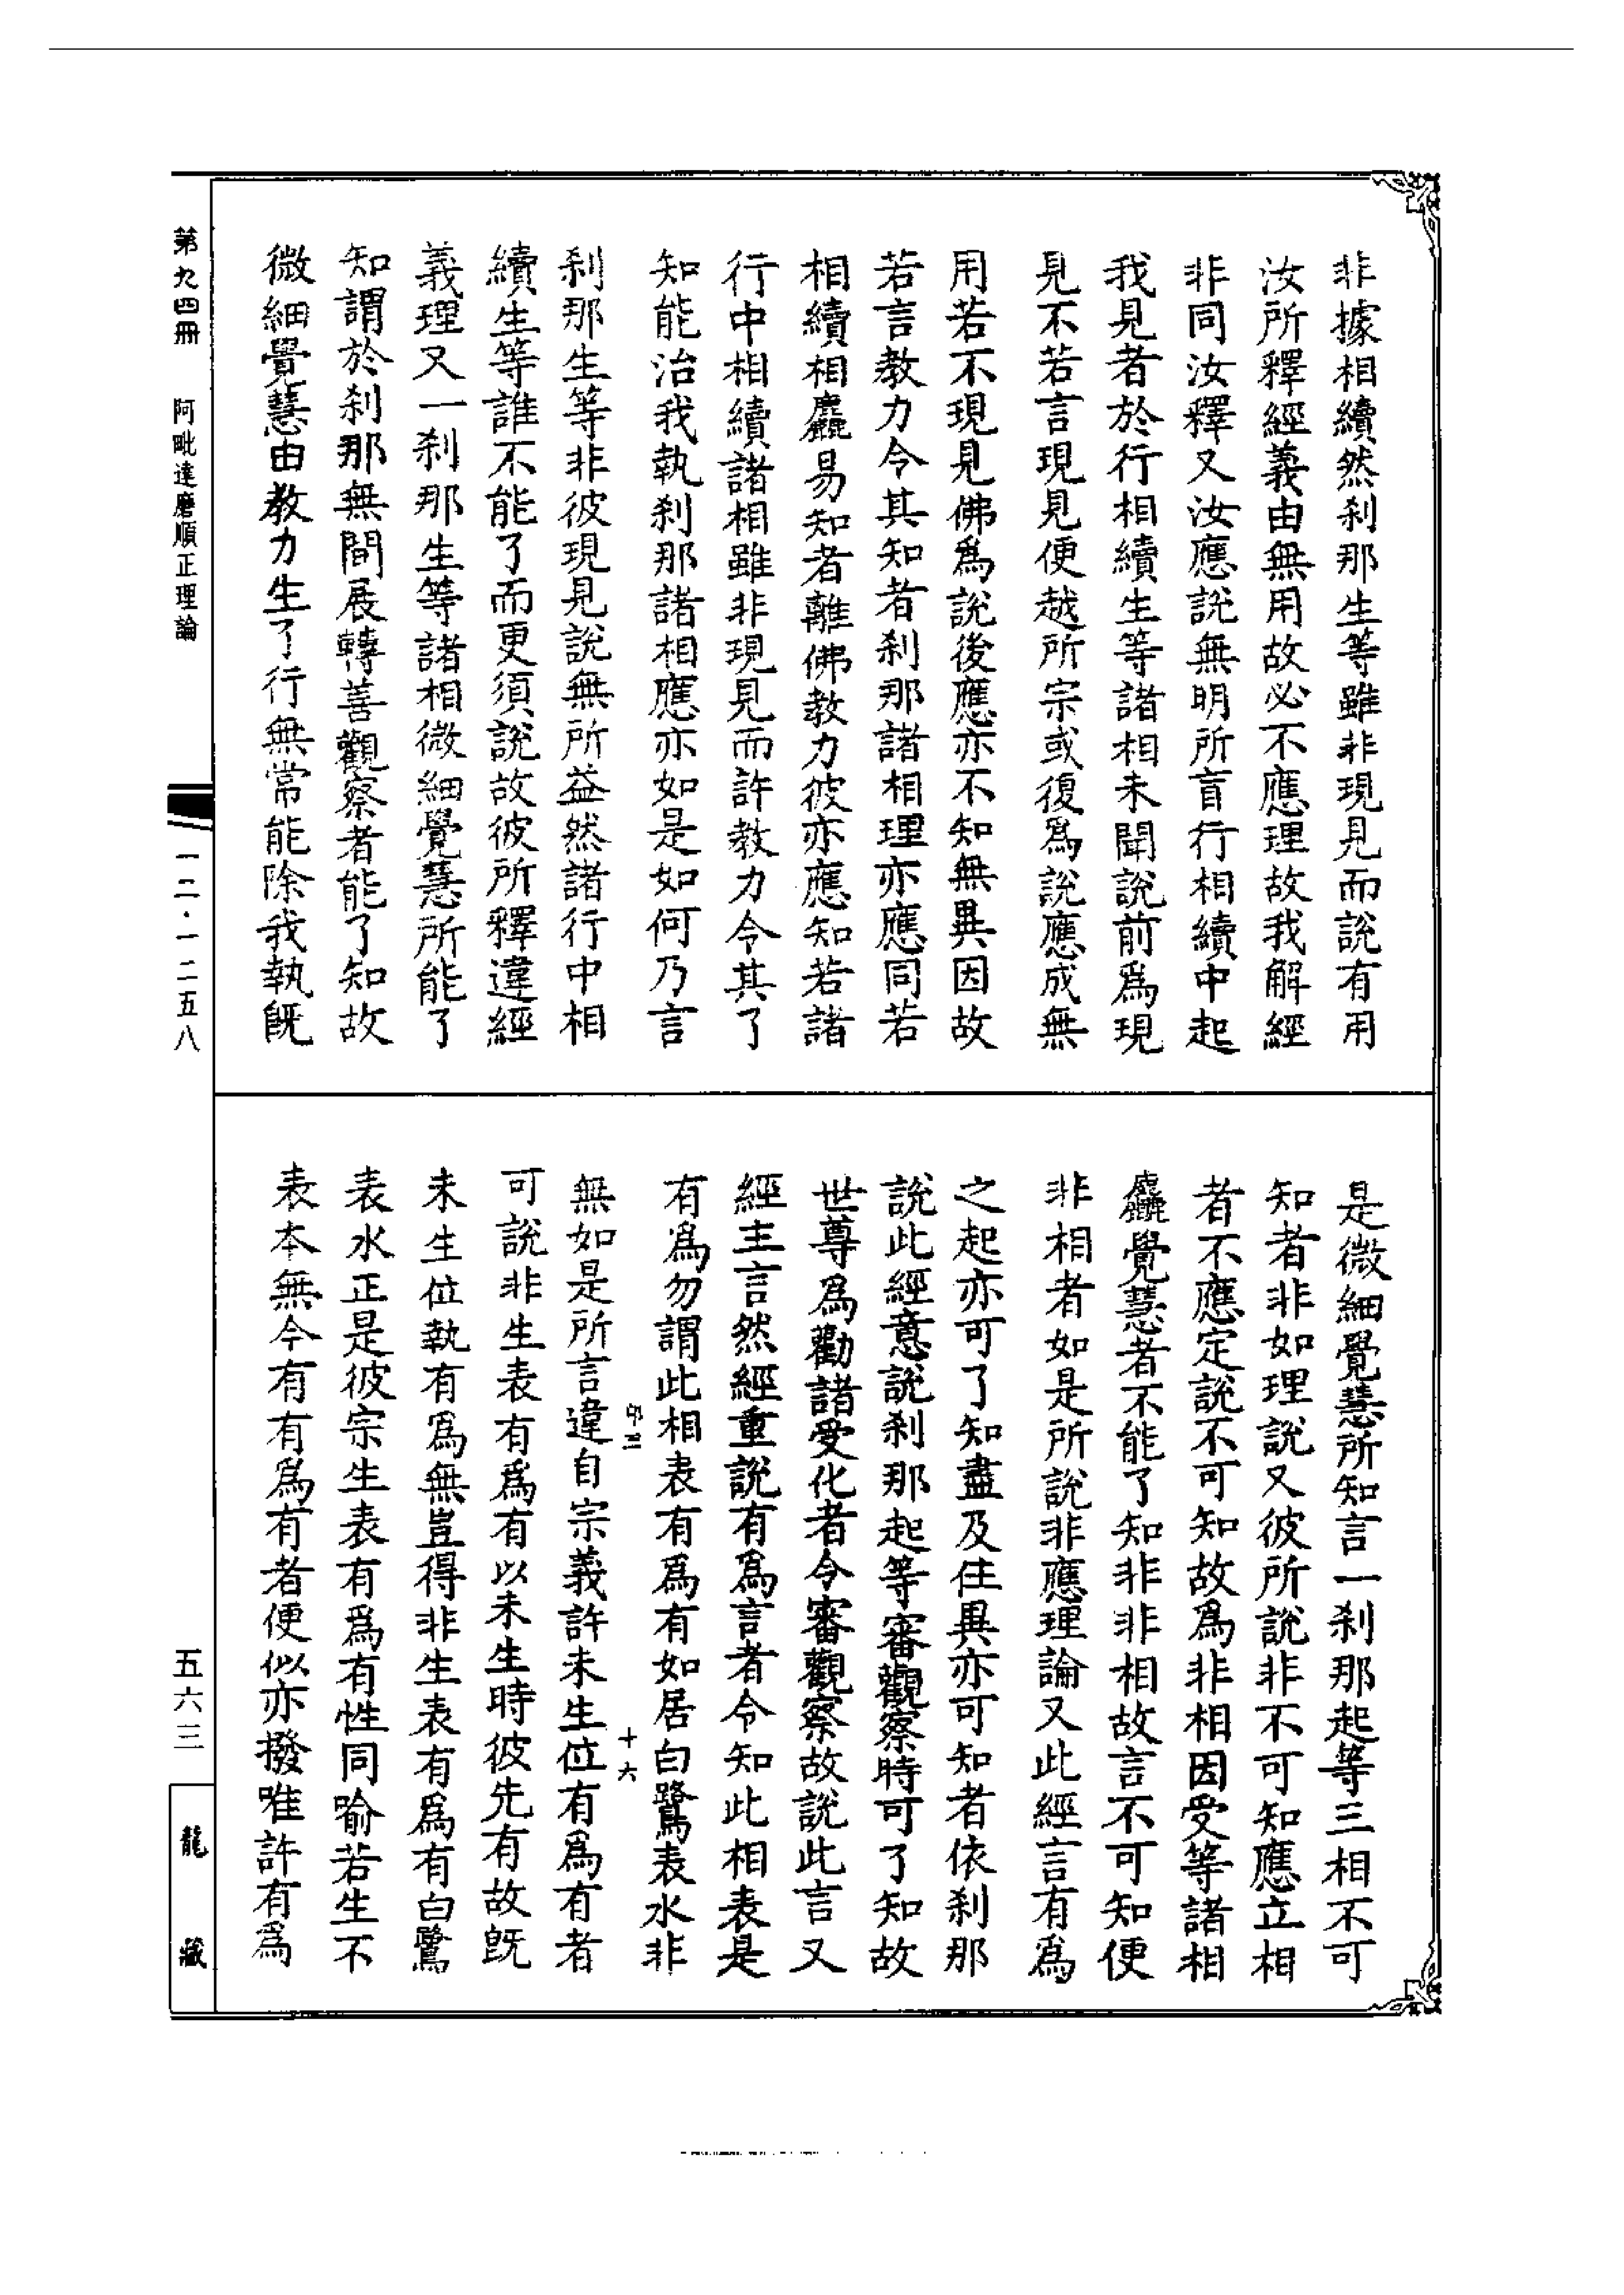 非據相續然刹那生等雖非現見而說有用
汝所釋經義由無用故必不應理故我解經
非同汝釋又汝應說無明所盲行相續中起
我見者於行相續生等諸相未聞說前爲現
見不若言現見便越所宗或復爲說應成無
用若不現見佛爲說後應亦不知無異因故
若言教力令其知者刹那諸相理亦應同若
相續相麤易知者離佛教力彼亦應知若諸
行中相續諸相雖非現見而許教力令其了
知能治我執刹那諸相應亦如是如何乃言
刹那生等非彼現見說無所益然諸行中相
續生等誰不能了而更須說故彼所釋違經
義理又一刹那生等諸相微細覺慧所能了
知謂於刹那無間展轉善觀察者能了知故
微細覺慧由教力生了行無常能除我執旣
是微細覺慧所知言一刹那起等三相不可
知者非如理說又彼所說非不可知應立相
者不應定說不可知故爲非相因受等諸相
麤覺慧者不能了知非非相故言不可知便
非相者如是所說非應理論又此經言有爲
之起亦可了知盡及住異亦可知者依刹那
說此經意說刹那起等審觀察時可了知故
世尊爲勸諸受化者令審觀察故說此言又
經主言然經重說有爲言者令知此相表是
有爲勿謂此相表有爲有如居白鷺表水非
無如是所言違自宗義許未生位有爲有者
可說非生表有爲有以未生時彼先有故旣
未生位執有爲無豈得非生表有爲有白鷺
表水正是彼宗生表有爲有性同喻若生不
表本無今有有爲有者便似亦撥唯許有爲
卬三
十六
第九四冊
阿毗達磨順正理論
一二·一二五八
五六三
龍藏